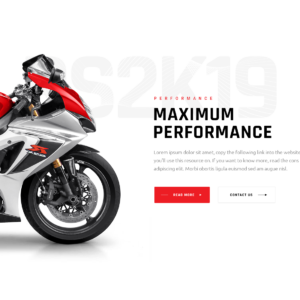 S2K19
PERFORMANCE
MAXIMUM
PERFORMANCE
Lorem ipsum dolor sit amet, copy the following link into the website
you'll use this resource on. If you want to know more, read the
adipiscing elit. Morbi lobortis ligula euismod sed am augue nisl.
READ MORE
CONTACT US